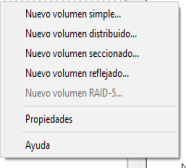 Nuevo volumen simple...
Nuevo volumen distribuido...
Nuevo volumen seccionado...
Nuevo volumen reflejado...
Nuevo volumen RAID-5...
Propiedades
Ayuda